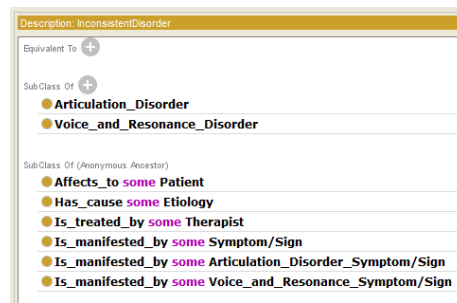 Description: InconsistentDisorder
Equivalent To
SubClass Of
Articulation_Disorder
Voice_and_Resonance_Disorder
SubClass Of (Anonymous Ancestor)
Affects_to some Patient
Has_cause some Etiology
Is_treated_by some Therapist
Is_manifested_by some Symptom/Sign
Is_manifested_by some Articulation_Disorder_Symptom/Sign
Is_manifested_by some Voice_and_Resonance_Symptom/Sign